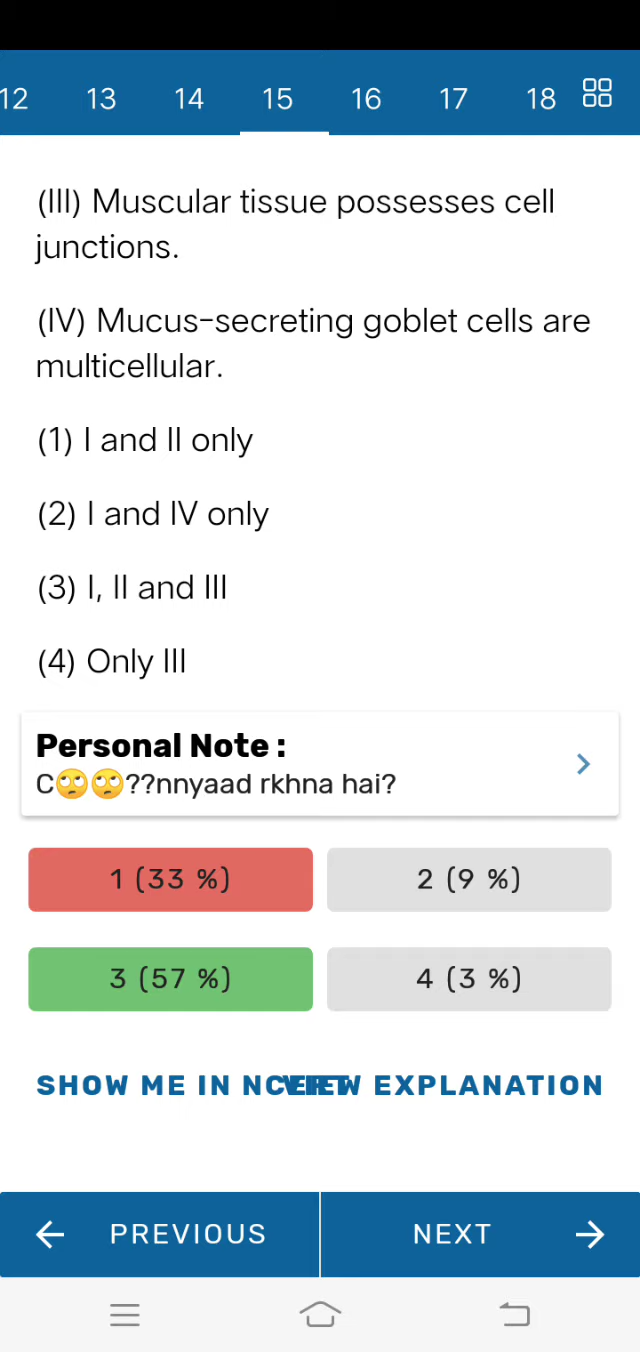 12 13 14 15 16 17 18
(III) Muscular tissue possesses cell
junctions.
(IV) Mucus-secreting goblet cells are
multicellular.
(1) I and II only
(2) I and IV only
(3) I, II and III
(4) Only III
Personal Note :
C🙄🙄??nnyaad rkhna hai?
1 (33 %) 2 (9 %)
3 (57 %) 4 (3 %)
SHOW ME IN NCERT VIEW EXPLANATION
PREVIOUS NEXT